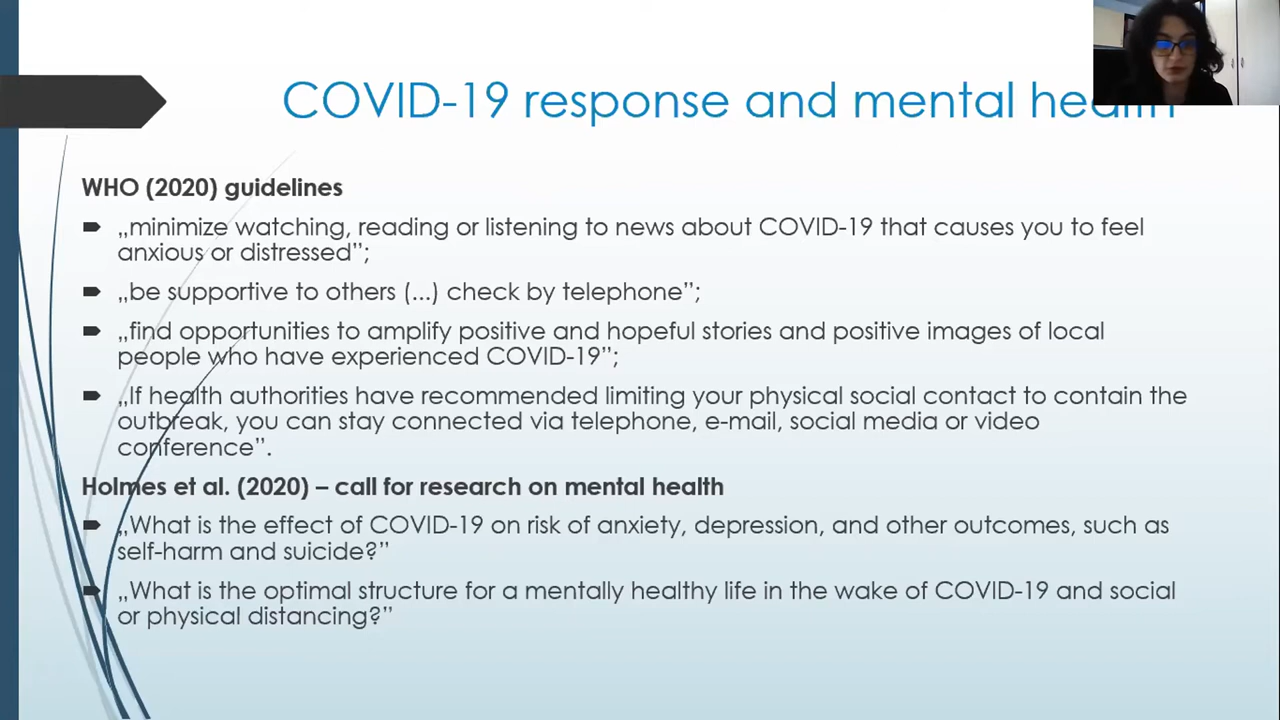 COVID-19 response and mental health
WHO (2020) guidelines
„minimize watching, reading or listening to news about COVID-19 that causes you to feel
anxious or distressed”;
„be supportive to others (...) check by telephone”;
„find opportunities to amplify positive and hopeful stories and positive images of local
people who have experienced COVID-19”;
„If health authorities have recommended limiting your physical social contact to contain the
outbreak, you can stay connected via telephone, e-mail, social media or video
conference”.
Holmes et al. (2020) – call for research on mental health
„What is the effect of COVID-19 on risk of anxiety, depression, and other outcomes, such as
self-harm and suicide?”
„What is the optimal structure for a mentally healthy life in the wake of COVID-19 and social
or physical distancing?”